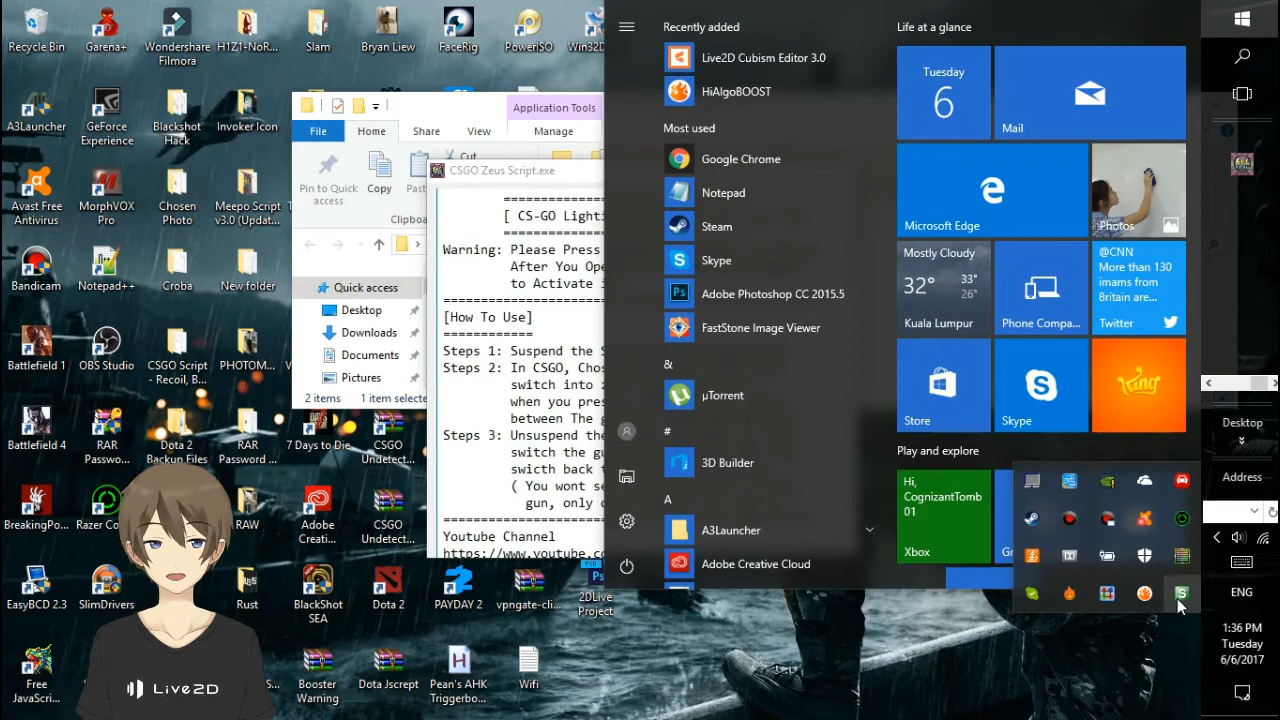 Recycle Bin
Garena+
Wondershare
Filmora
H1Z1-NoR...
Slam
Bryan Liew
FaceRig
PowerISO
Win32D
A3Launcher
GeForce
Experience
Blackshot
Hack
Invoker Icon
Avast Free
Antivirus
MorphVOX
Pro
Chosen
Photo
Meepo Script
v3.0 (Updat...
Bandicam
Notepad++
Croba
New folder
Battlefield 1
OBS Studio
CSGO Script
- Recoil, B...
PHOTOM...
Battlefield 4
RAR
Passwo...
Dota 2
Backup Files
RAR
Password ...
7 Days to Die
CSGO
Undetect...
CSGO
Undetect...
BreakingPo...
Razer Co
RAW
Adobe
Creati...
CSGO
Undetect...
EasyBCD 2.3
SlimDrivers
Rust
BlackShot
SEA
Dota 2
PAYDAY 2
vpngate-cli...
2DLive
Project
Free
JavaScri...
Booster
Warning
Dota Jscrept
Pean's AHK
Triggerbo...
Wifi
Live2D
Application Tools
File
Home
Share
View
Manage
Pin to Quick
access
Copy
Past
Cut
Clipboa
Quick access
Desktop
Downloads
Documents
Pictures
2 items
1 item selecte
CSGO Zeus Script.exe
=============
[ CS-GO Lighti
=============
Warning: Please Press
After You Ope
to Activate i
[How To Use]
============
Steps 1: Suspend the S
Steps 2: In CSGO, Chos
switch into z
when you pres
between The g
Steps 3: Unsuspend the
switch the gu
swicth back t
( You wont se
gun, only c
Youtube Channel
https://www.youtube.co
Recently added
Live2D Cubism Editor 3.0
HiAlgoBOOST
Most used
Google Chrome
Notepad
Steam
Skype
Adobe Photoshop CC 2015.5
FastStone Image Viewer
&
µTorrent
#
3D Builder
A
A3Launcher
Adobe Creative Cloud
Life at a glance
Tuesday
6
Mail
Microsoft Edge
Photos
Mostly Cloudy
32°
33°
26°
Kuala Lumpur
Phone Compa...
@CNN
More than 130
imams from
Britain are...
Twitter
Store
Skype
King
Play and explore
Hi,
CognizantTomb
01
Xbox
Gr
Desktop
Address
ENG
1:36 PM
Tuesday
6/6/2017